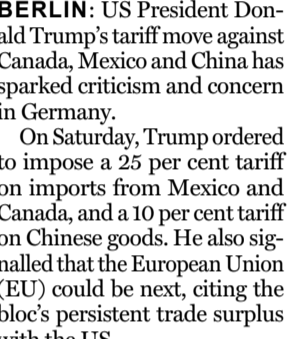 BERLIN: US President Don-
ald Trump's tariff move against
Canada, Mexico and China has
sparked criticism and concern
in Germany.
On Saturday, Trump ordered
to impose a 25 per cent tariff
on imports from Mexico and
Canada, and a 10 per cent tariff
on Chinese goods. He also sig-
nalled that the European Union
(EU) could be next, citing the
bloc's persistent trade surplus
with the US